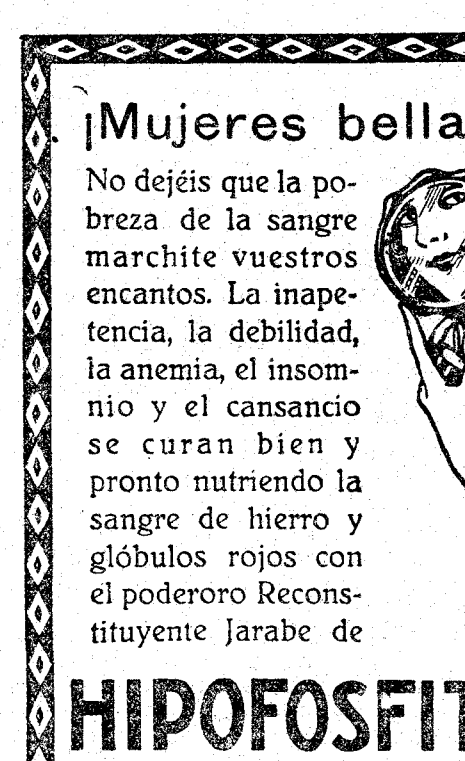 ¡Mujeres bella
No dejéis que la po-
breza de la sangre
marchite vuestros
encantos. La inape-
tencia, la debilidad,
la anemia, el insom-
nio y el cansancio
se curan bien y
pronto nutriendo la
sangre de hierro y
glóbulos rojos con
el poderoro Recons-
tituyente Jarabe de
HIPOFOSFIT